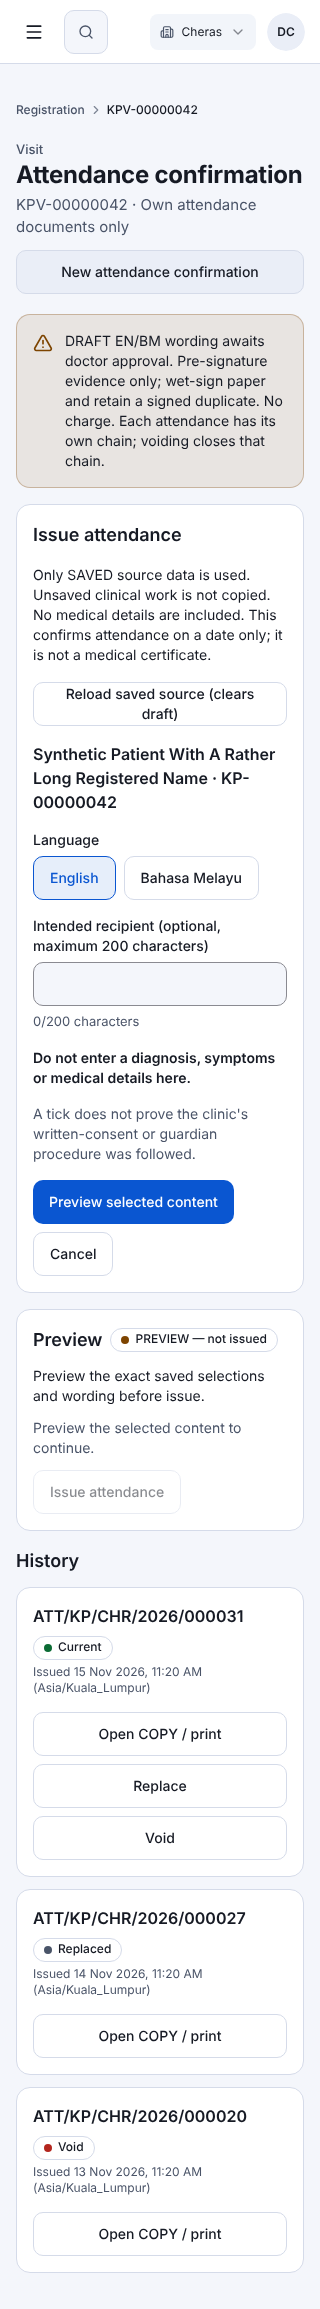 Cheras
DC
Registration > KPV-00000042
Visit
Attendance confirmation
KPV-00000042 · Own attendance
documents only
New attendance confirmation
DRAFT EN/BM wording awaits
doctor approval. Pre-signature
evidence only; wet-sign paper
and retain a signed duplicate. No
charge. Each attendance has its
own chain; voiding closes that
chain.
Issue attendance
Only SAVED source data is used.
Unsaved clinical work is not copied.
No medical details are included. This
confirms attendance on a date only; it
is not a medical certificate.
Reload saved source (clears
draft)
Synthetic Patient With A Rather
Long Registered Name · KP-
00000042
Language
English
Bahasa Melayu
Intended recipient (optional,
maximum 200 characters)
0/200 characters
Do not enter a diagnosis, symptoms
or medical details here.
A tick does not prove the clinic's
written-consent or guardian
procedure was followed.
Preview selected content
Cancel
Preview
PREVIEW — not issued
Preview the exact saved selections
and wording before issue.
Preview the selected content to
continue.
Issue attendance
History
ATT/KP/CHR/2026/000031
Current
Issued 15 Nov 2026, 11:20 AM
(Asia/Kuala_Lumpur)
Open COPY / print
Replace
Void
ATT/KP/CHR/2026/000027
Replaced
Issued 14 Nov 2026, 11:20 AM
(Asia/Kuala_Lumpur)
Open COPY / print
ATT/KP/CHR/2026/000020
Void
Issued 13 Nov 2026, 11:20 AM
(Asia/Kuala_Lumpur)
Open COPY / print